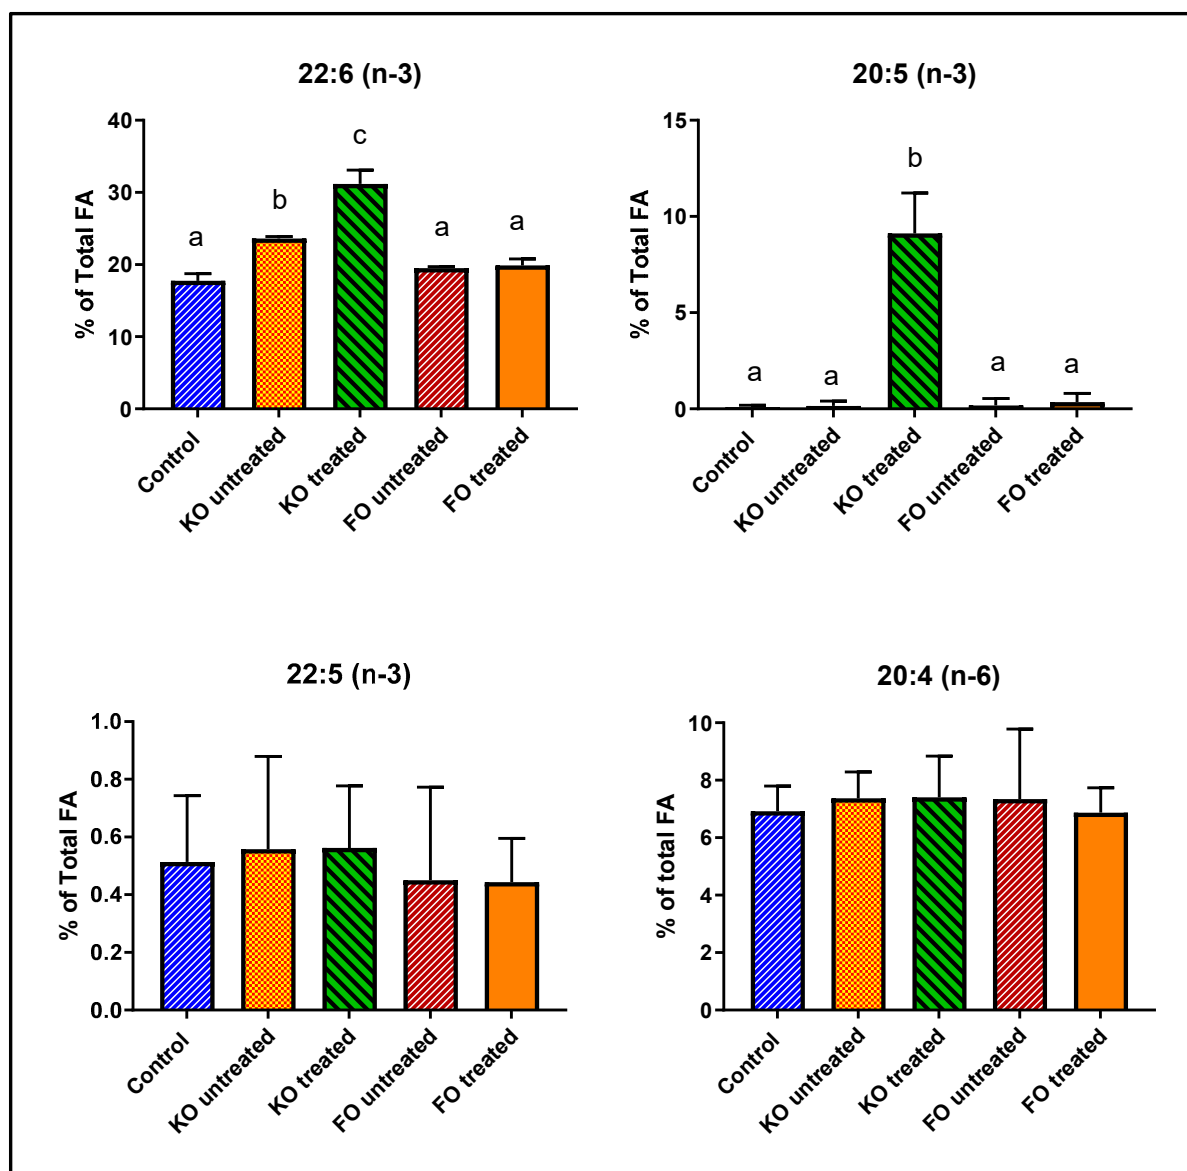 22:6 (n-3)
% of Total FA
40
30
20
10
0
a
b
c
a
a
Control
KO untreated
KO treated
FO untreated
FO treated
20:5 (n-3)
% of Total FA
15
10
5
0
a
a
b
a
a
Control
KO untreated
KO treated
FO untreated
FO treated
22:5 (n-3)
% of Total FA
1.0
0.8
0.6
0.4
0.2
0.0
Control
KO untreated
KO treated
FO untreated
FO treated
20:4 (n-6)
% of total FA
10
8
6
4
2
0
Control
KO untreated
KO treated
FO untreated
FO treated